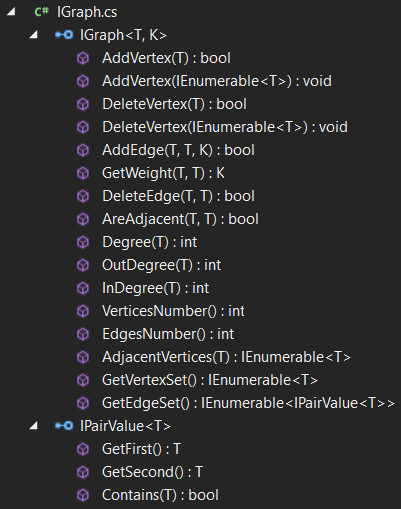 C# IGraph.cs
IGraph<T, K>
AddVertex(T) : bool
AddVertex(IEnumerable<T>) : void
DeleteVertex(T) : bool
DeleteVertex(IEnumerable<T>) : void
AddEdge(T, T, K) : bool
GetWeight(T, T) : K
DeleteEdge(T, T) : bool
AreAdjacent(T, T) : bool
Degree(T) : int
OutDegree(T) : int
InDegree(T) : int
VerticesNumber() : int
EdgesNumber() : int
AdjacentVertices(T) : IEnumerable<T>
GetVertexSet() : IEnumerable<T>
GetEdgeSet() : IEnumerable<IPairValue<T>>
IPairValue<T>
GetFirst() : T
GetSecond() : T
Contains(T) : bool